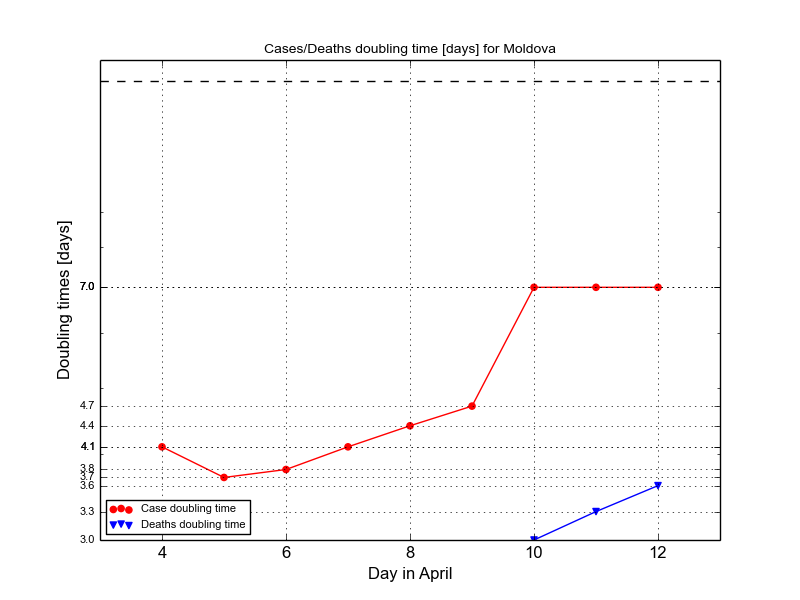 Cases/Deaths doubling time [days] for Moldova
Doubling times [days]
7.0
4.7
4.4
4.1
3.8
3.7
3.6
3.3
3.0
Case doubling time
Deaths doubling time
4 6 8 10 12
Day in April